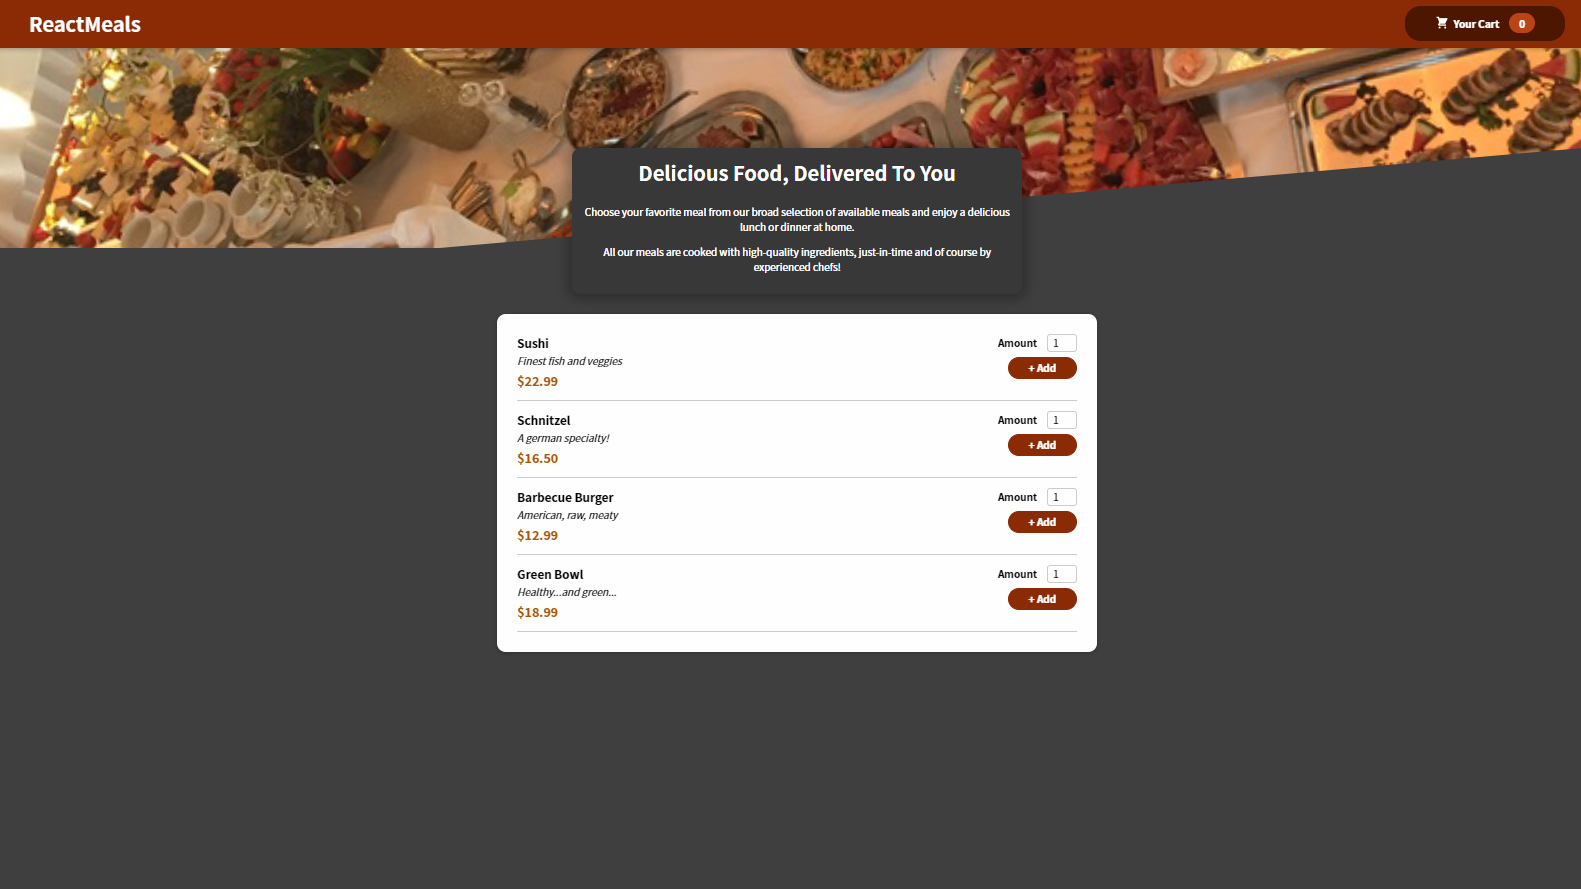 ReactMeals
Your Cart 0
Delicious Food, Delivered To You
Choose your favorite meal from our broad selection of available meals and enjoy a delicious
lunch or dinner at home.
All our meals are cooked with high-quality ingredients, just-in-time and of course by
experienced chefs!
Sushi
Finest fish and veggies
$22.99
Amount 1
+ Add
Schnitzel
A german specialty!
$16.50
Amount 1
+ Add
Barbecue Burger
American, raw, meaty
$12.99
Amount 1
+ Add
Green Bowl
Healthy...and green...
$18.99
Amount 1
+ Add